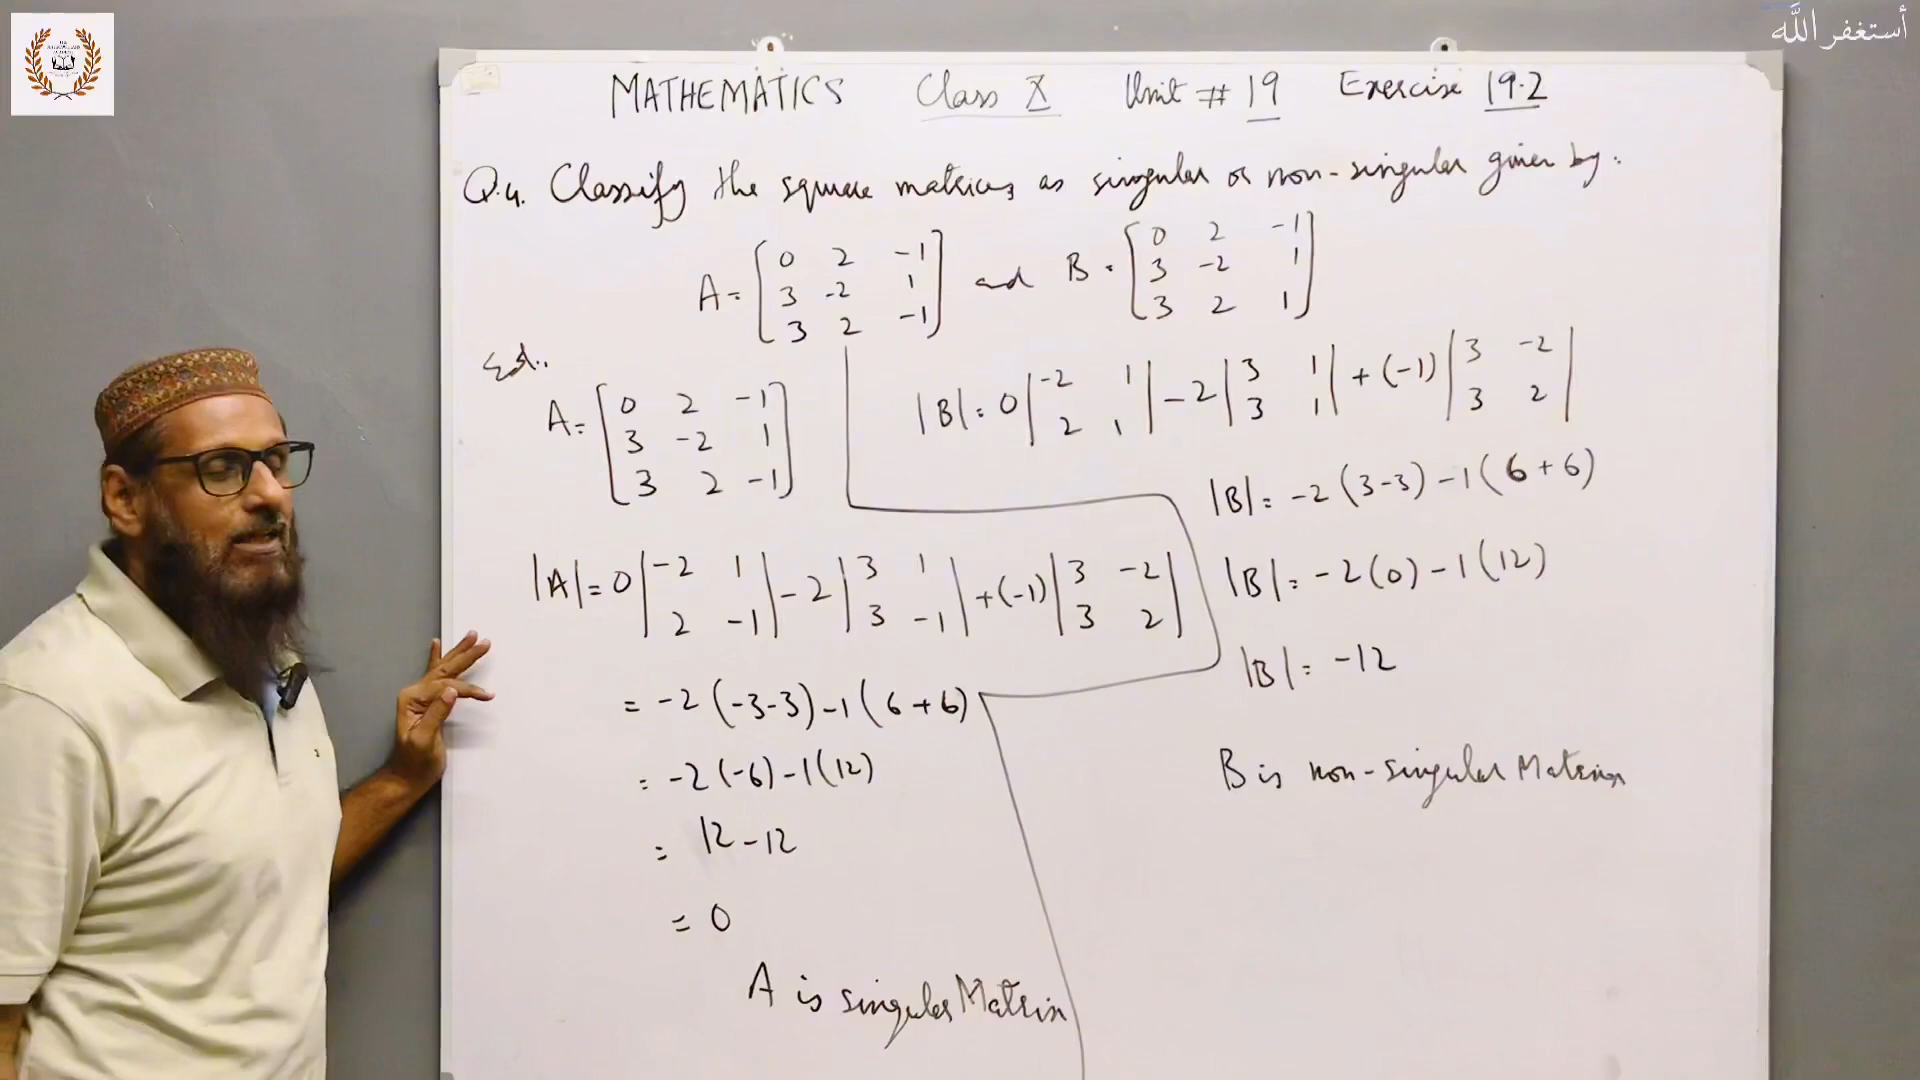 أستغفر الله
MATHEMATICS Class X Unit # 19 Exercise 19.2
Q.4. Classify the square matrices as singular or non-singular given by:
A = [0 2 -1
3 -2 1
3 2 -1] and B = [0 2 -1
3 -2 1
3 2 1]
Sol.
A = [0 2 -1
3 -2 1
3 2 -1]
|A| = 0 |-2 1
2 -1| - 2 |3 1
3 -1| + (-1) |3 -2
3 2|
= -2 (-3-3) -1 (6+6)
= -2 (-6) -1 (12)
= 12 - 12
= 0
A is singular Matrix
|B| = 0 |-2 1
2 1| - 2 |3 1
3 1| + (-1) |3 -2
3 2|
|B| = -2 (3-3) -1 (6+6)
|B| = -2 (0) -1 (12)
|B| = -12
B is non-singular Matrix